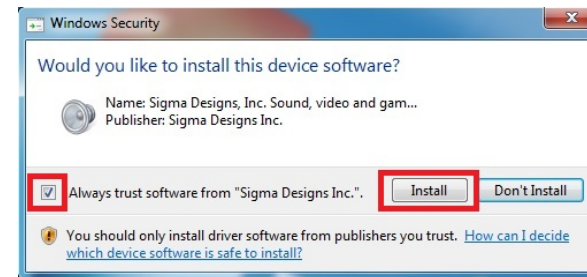 Windows Security
Would you like to install this device software?
Name: Sigma Designs, Inc. Sound, video and gam...
Publisher: Sigma Designs Inc.
Always trust software from "Sigma Designs Inc.".
Install
Don't Install
You should only install driver software from publishers you trust. How can I decide
which device software is safe to install?